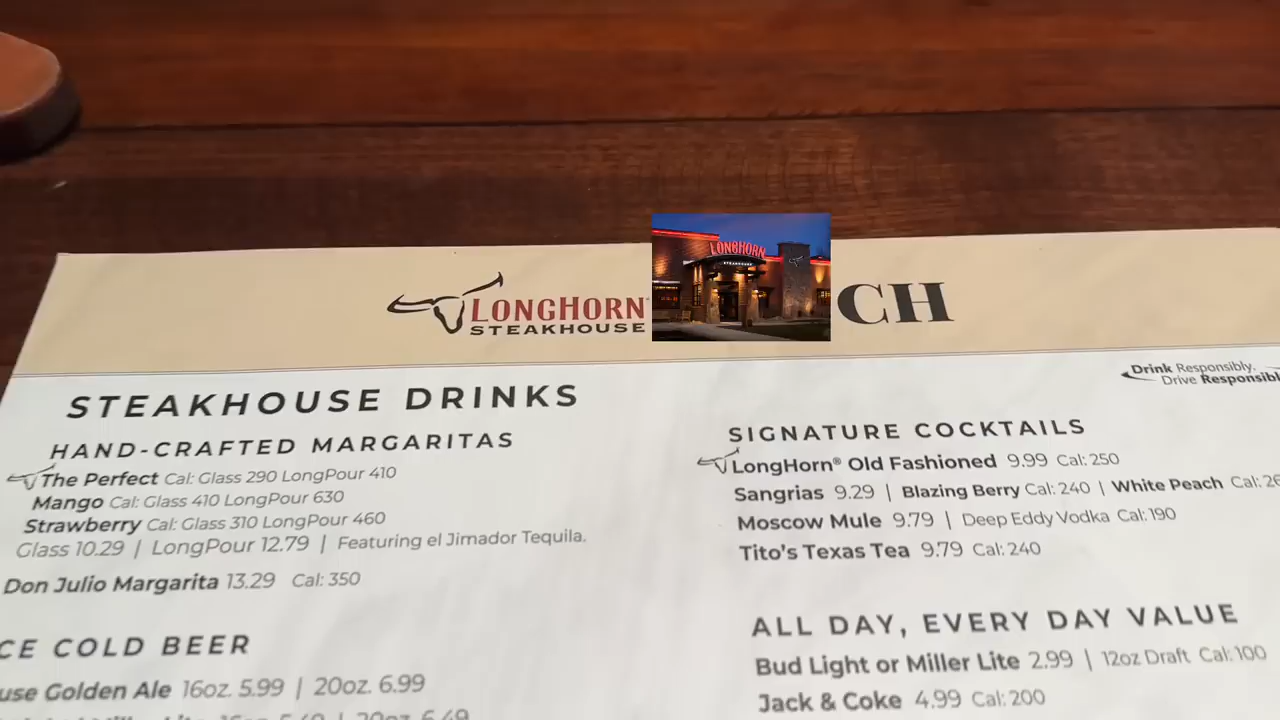 LONGHORN
LONGHORN
STEAKHOUSE
CH
Drink Responsibly.
Drive
STEAKHOUSE DRINKS
HAND-CRAFTED MARGARITAS
The Perfect Cal: Glass 290 LongPour 410
Mango Cal: Glass 410 LongPour 630
Strawberry Cal: Glass 310 LongPour 460
Glass 10.29 | LongPour 12.79 | Featuring el Jimador Tequila.
Don Julio Margarita 13.29 Cal: 350
CE COLD BEER
use Golden Ale 16oz. 5.99 | 20oz. 6.99
SIGNATURE COCKTAILS
LongHorn® Old Fashioned 9.99 Cal: 250
Sangrias 9.29 | Blazing Berry Cal: 240 | White Peach Cal:
Moscow Mule 9.79 | Deep Eddy Vodka Cal: 190
Tito's Texas Tea 9.79 Cal: 240
ALL DAY, EVERY DAY VALUE
Bud Light or Miller Lite 2.99 | 12oz Draft Cal: 100
Jack & Coke 4.99 Cal: 200